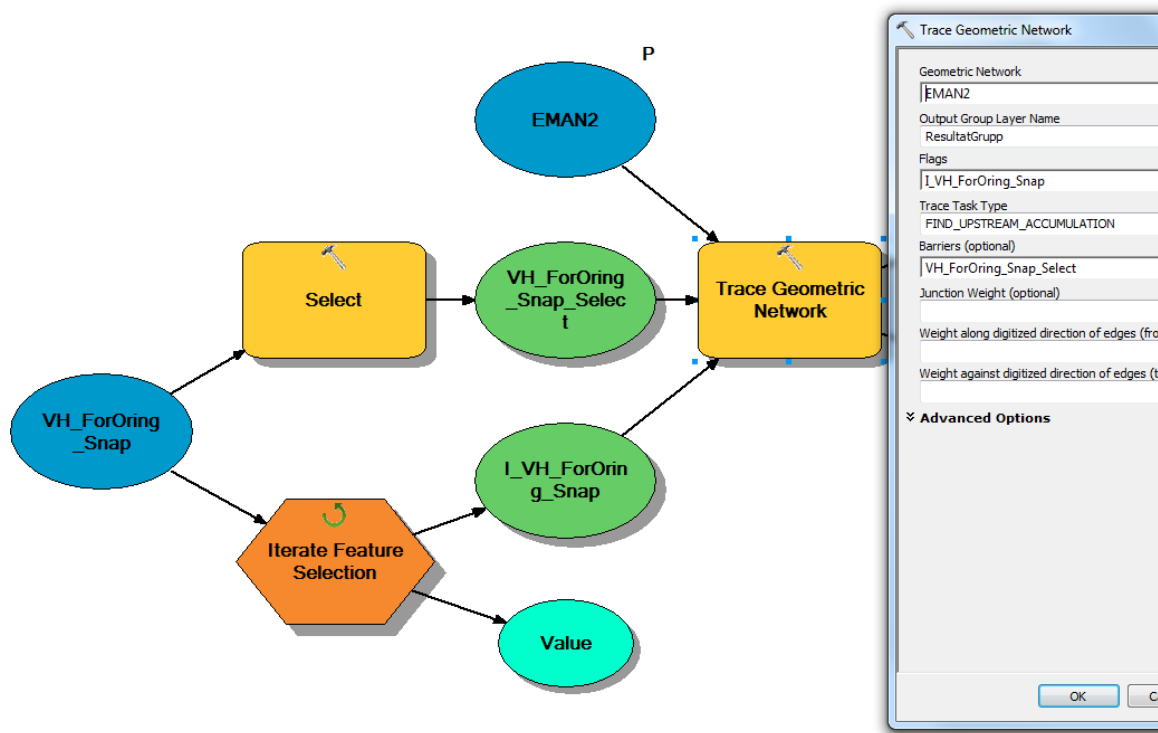 P
EMAN2
Select
VH_ForOring
_Snap_Selec
t
Trace Geometric
Network
VH_ForOring
_Snap
I_VH_ForOrin
g_Snap
Iterate Feature
Selection
Value
Trace Geometric Network
Geometric Network
EMAN2
Output Group Layer Name
ResultatGrupp
Flags
I_VH_ForOring_Snap
Trace Task Type
FIND_UPSTREAM_ACCUMULATION
Barriers (optional)
VH_ForOring_Snap_Select
Junction Weight (optional)
Weight along digitized direction of edges (fro
Weight against digitized direction of edges (t
Advanced Options
OK